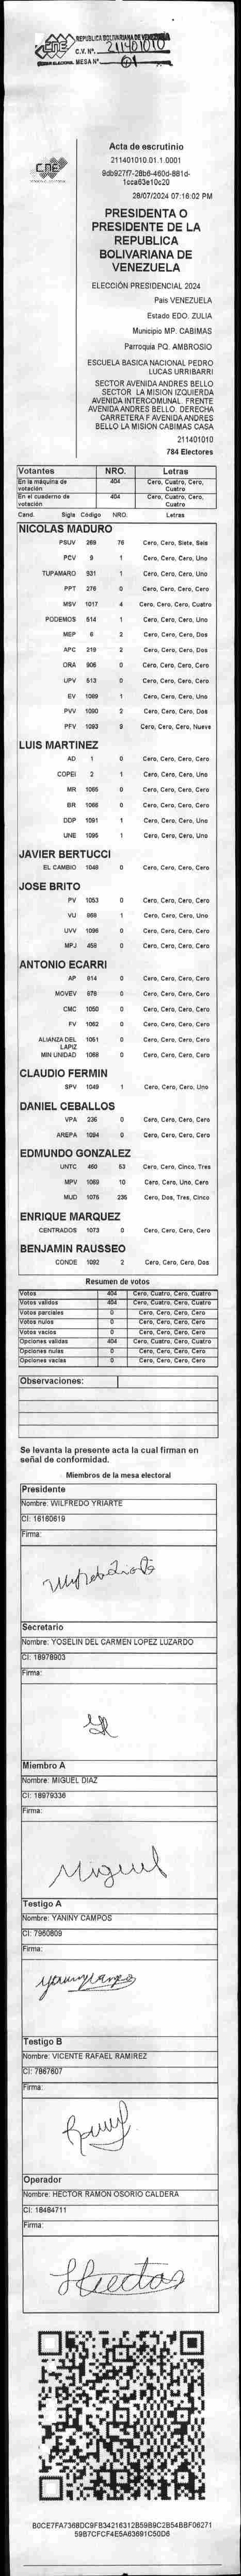 REPUBLICA BOLIVARIANA DE VENEZUELA
CNE
C.V. N°. 211401010
MESA N° 01
CNE
Acta de escrutinio
211401010.01.1.0001
9db927f7-28b6-460d-881d-
1cca63e10c20
28/07/2024 07:16:02 PM
PRESIDENTA O
PRESIDENTE DE LA
REPUBLICA
BOLIVARIANA DE
VENEZUELA
ELECCIÓN PRESIDENCIAL 2024
Pais VENEZUELA
Estado EDO. ZULIA
Municipio MP. CABIMAS
Parroquia PQ. AMBROSIO
ESCUELA BASICA NACIONAL PEDRO
LUCAS URRIBARRI
SECTOR AVENIDA ANDRES BELLO
SECTOR LA MISION IZQUIERDA
AVENIDA INTERCOMUNAL. FRENTE
AVENIDA ANDRES BELLO. DERECHA
CARRETERA F AVENIDA ANDRES
BELLO LA MISION CABIMAS CASA
211401010
784 Electores
Votantes NRO. Letras
En la máquina de votación 404 Cero, Cuatro, Cero, Cuatro
En el cuaderno de votación 404 Cero, Cuatro, Cero, Cuatro
Cand. Sigla Código NRO. Letras
NICOLAS MADURO
PSUV 269 76 Cero, Cero, Siete, Seis
PCV 9 1 Cero, Cero, Cero, Uno
TUPAMARO 931 1 Cero, Cero, Cero, Uno
PPT 276 0 Cero, Cero, Cero, Cero
MSV 1017 4 Cero, Cero, Cero, Cuatro
PODEMOS 514 1 Cero, Cero, Cero, Uno
MEP 6 2 Cero, Cero, Cero, Dos
APC 219 2 Cero, Cero, Cero, Dos
ORA 906 0 Cero, Cero, Cero, Cero
UPV 513 0 Cero, Cero, Cero, Cero
EV 1089 1 Cero, Cero, Cero, Uno
PVV 1090 2 Cero, Cero, Cero, Dos
PFV 1093 9 Cero, Cero, Cero, Nueve
LUIS MARTINEZ
AD 1 0 Cero, Cero, Cero, Cero
COPEI 2 1 Cero, Cero, Cero, Uno
MR 1065 0 Cero, Cero, Cero, Cero
BR 1066 0 Cero, Cero, Cero, Cero
DDP 1091 1 Cero, Cero, Cero, Uno
UNE 1095 1 Cero, Cero, Cero, Uno
JAVIER BERTUCCI
EL CAMBIO 1048 0 Cero, Cero, Cero, Cero
JOSE BRITO
PV 1053 0 Cero, Cero, Cero, Cero
VU 969 1 Cero, Cero, Cero, Uno
UVV 1096 0 Cero, Cero, Cero, Cero
MPJ 458 0 Cero, Cero, Cero, Cero
ANTONIO ECARRI
AP 814 0 Cero, Cero, Cero, Cero
MOVEV 978 0 Cero, Cero, Cero, Cero
CMC 1050 0 Cero, Cero, Cero, Cero
FV 1062 0 Cero, Cero, Cero, Cero
ALIANZA DEL LAPIZ 1051 0 Cero, Cero, Cero, Cero
MIN UNIDAD 1068 0 Cero, Cero, Cero, Cero
CLAUDIO FERMIN
SPV 1049 1 Cero, Cero, Cero, Uno
DANIEL CEBALLOS
VPA 236 0 Cero, Cero, Cero, Cero
AREPA 1094 0 Cero, Cero, Cero, Cero
EDMUNDO GONZALEZ
UNTC 460 53 Cero, Cero, Cinco, Tres
MPV 1069 10 Cero, Cero, Uno, Cero
MUD 1076 235 Cero, Dos, Tres, Cinco
ENRIQUE MARQUEZ
CENTRADOS 1073 0 Cero, Cero, Cero, Cero
BENJAMIN RAUSSEO
CONDE 1092 2 Cero, Cero, Cero, Dos
Resumen de votos
Votos 404 Cero, Cuatro, Cero, Cuatro
Votos validos 404 Cero, Cuatro, Cero, Cuatro
Votos parciales 0 Cero, Cero, Cero, Cero
Votos nulos 0 Cero, Cero, Cero, Cero
Votos vacios 0 Cero, Cero, Cero, Cero
Opciones validas 404 Cero, Cuatro, Cero, Cuatro
Opciones nulas 0 Cero, Cero, Cero, Cero
Opciones vacias 0 Cero, Cero, Cero, Cero
Observaciones:
Se levanta la presente acta la cual firman en
señal de conformidad.
Miembros de la mesa electoral
Presidente
Nombre: WILFREDO YRIARTE
CI: 16160619
Firma:
Secretario
Nombre: YOSELIN DEL CARMEN LOPEZ LUZARDO
CI: 18978903
Firma:
Miembro A
Nombre: MIGUEL DIAZ
CI: 18979336
Firma:
Miguel
Testigo A
Nombre: YANINY CAMPOS
CI: 7960809
Firma:
Testigo B
Nombre: VICENTE RAFAEL RAMIREZ
CI: 7867607
Firma:
Operador
Nombre: HECTOR RAMON OSORIO CALDERA
CI: 18484711
Firma:
Hector
B0CE7FA7368DC9FB34216312B59B9C2B54BBF06271
59B7CFCF4E5A63691C50D6